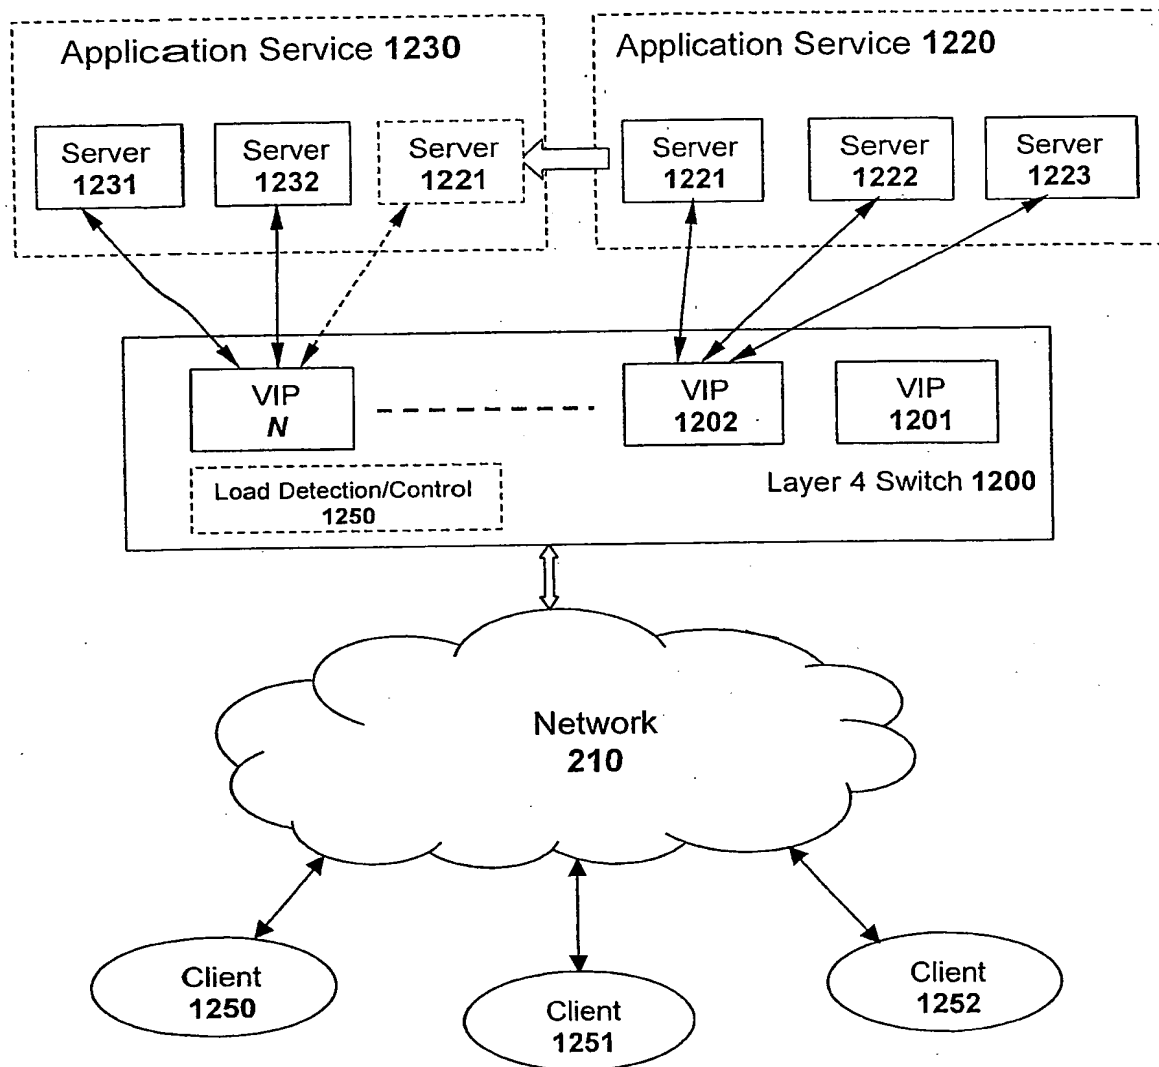 Application Service 1230
Application Service 1220
Server
1231
Server
1232
Server
1221
Server
1221
Server
1222
Server
1223
VIP
N
VIP
1202
VIP
1201
Load Detection/Control
1250
Layer 4 Switch 1200
Network
210
Client
1250
Client
1251
Client
1252